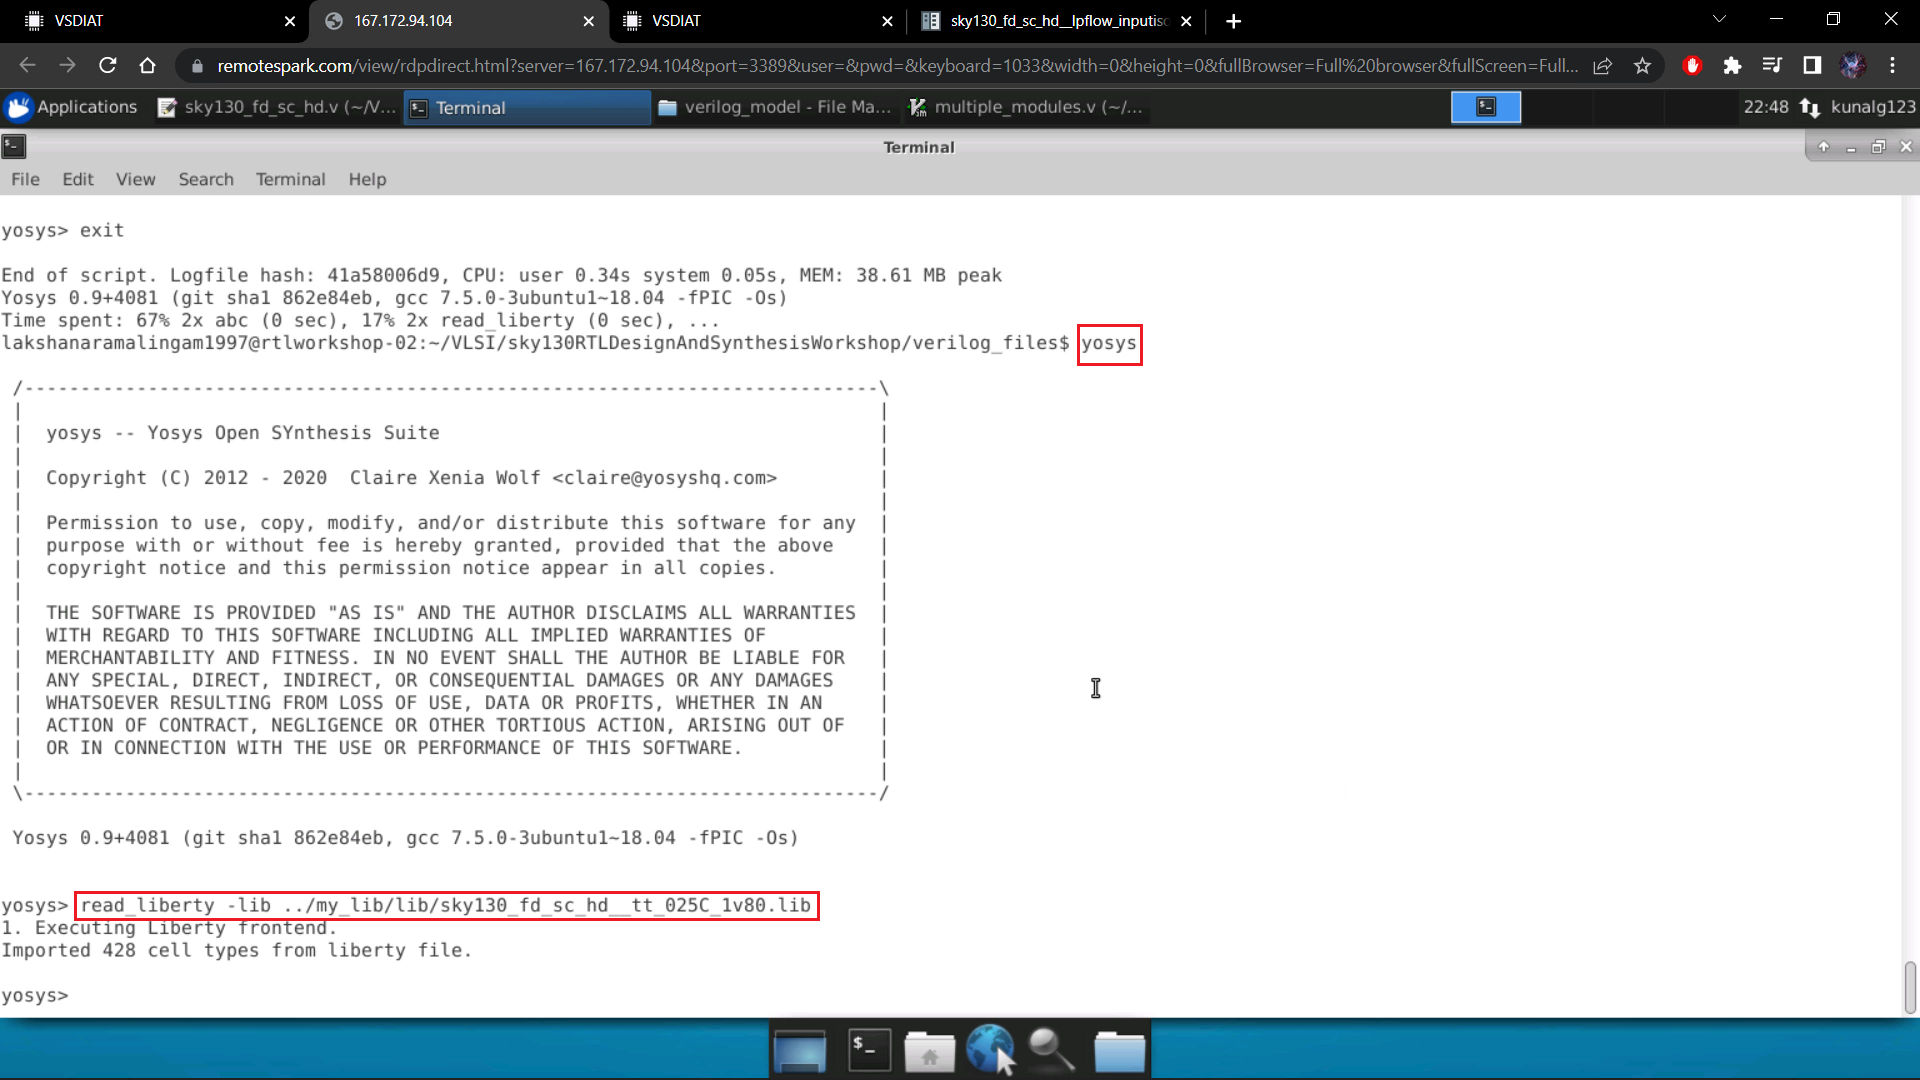 VSDIAT
167.172.94.104
VSDIAT
sky130_fd_sc_hd__lpflow_inputiso
remotespark.com/view/rdpdirect.html?server=167.172.94.104&port=3389&user=&pwd=&keyboard=1033&width=0&height=0&fullBrowser=Full%20browser&fullScreen=Full...
Applications
sky130_fd_sc_hd.v (~/V...
Terminal
verilog_model - File Ma...
multiple_modules.v (~/...
22:48
kunalg123
Terminal
File Edit View Search Terminal Help
yosys> exit
End of script. Logfile hash: 41a58006d9, CPU: user 0.34s system 0.05s, MEM: 38.61 MB peak
Yosys 0.9+4081 (git sha1 862e84eb, gcc 7.5.0-3ubuntu1~18.04 -fPIC -Os)
Time spent: 67% 2x abc (0 sec), 17% 2x read_liberty (0 sec), ...
lakshanaramalingam1997@rtlworkshop-02:~/VLSI/sky130RTLDesignAndSynthesisWorkshop/verilog_files$ yosys
/----------------------------------------------------------------------------\
yosys -- Yosys Open SYnthesis Suite
Copyright (C) 2012 - 2020  Claire Xenia Wolf <claire@yosyshq.com>
Permission to use, copy, modify, and/or distribute this software for any
purpose with or without fee is hereby granted, provided that the above
copyright notice and this permission notice appear in all copies.
THE SOFTWARE IS PROVIDED "AS IS" AND THE AUTHOR DISCLAIMS ALL WARRANTIES
WITH REGARD TO THIS SOFTWARE INCLUDING ALL IMPLIED WARRANTIES OF
MERCHANTABILITY AND FITNESS. IN NO EVENT SHALL THE AUTHOR BE LIABLE FOR
ANY SPECIAL, DIRECT, INDIRECT, OR CONSEQUENTIAL DAMAGES OR ANY DAMAGES
WHATSOEVER RESULTING FROM LOSS OF USE, DATA OR PROFITS, WHETHER IN AN
ACTION OF CONTRACT, NEGLIGENCE OR OTHER TORTIOUS ACTION, ARISING OUT OF
OR IN CONNECTION WITH THE USE OR PERFORMANCE OF THIS SOFTWARE.
\----------------------------------------------------------------------------/
Yosys 0.9+4081 (git sha1 862e84eb, gcc 7.5.0-3ubuntu1~18.04 -fPIC -Os)
yosys> read_liberty -lib ../my_lib/lib/sky130_fd_sc_hd__tt_025C_1v80.lib
1. Executing Liberty frontend.
Imported 428 cell types from liberty file.
yosys>